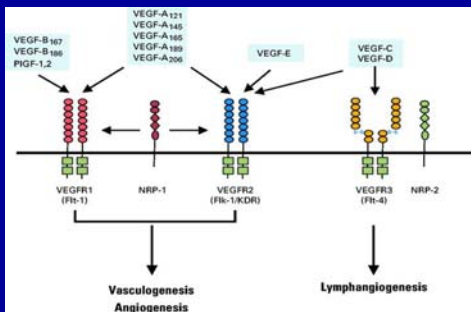 VEGF-B167
VEGF-B186
PIGF-1,2
VEGF-A121
VEGF-A145
VEGF-A165
VEGF-A189
VEGF-A206
VEGF-E
VEGF-C
VEGF-D
VEGFR1
(Flt-1)
NRP-1
VEGFR2
(Flk-1/KDR)
VEGFR3
(Flt-4)
NRP-2
Vasculogenesis
Angiogenesis
Lymphangiogenesis